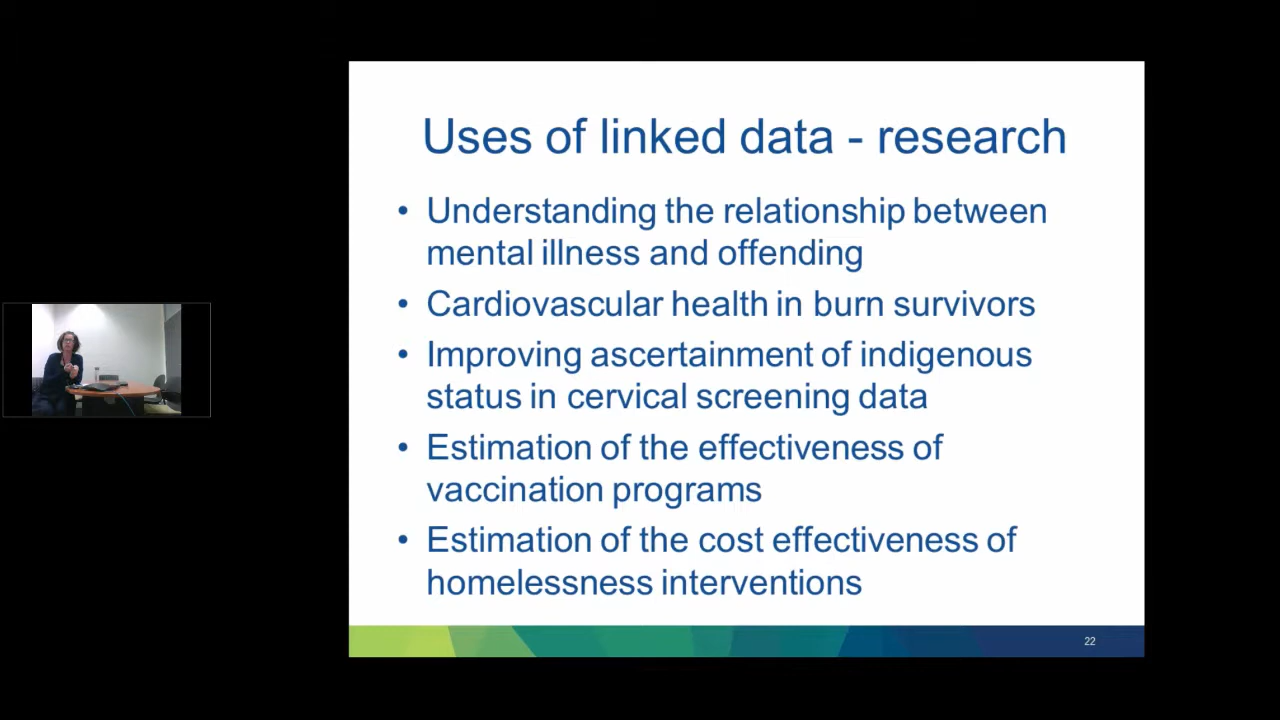 Uses of linked data - research
• Understanding the relationship between
mental illness and offending
• Cardiovascular health in burn survivors
• Improving ascertainment of indigenous
status in cervical screening data
• Estimation of the effectiveness of
vaccination programs
• Estimation of the cost effectiveness of
homelessness interventions
22